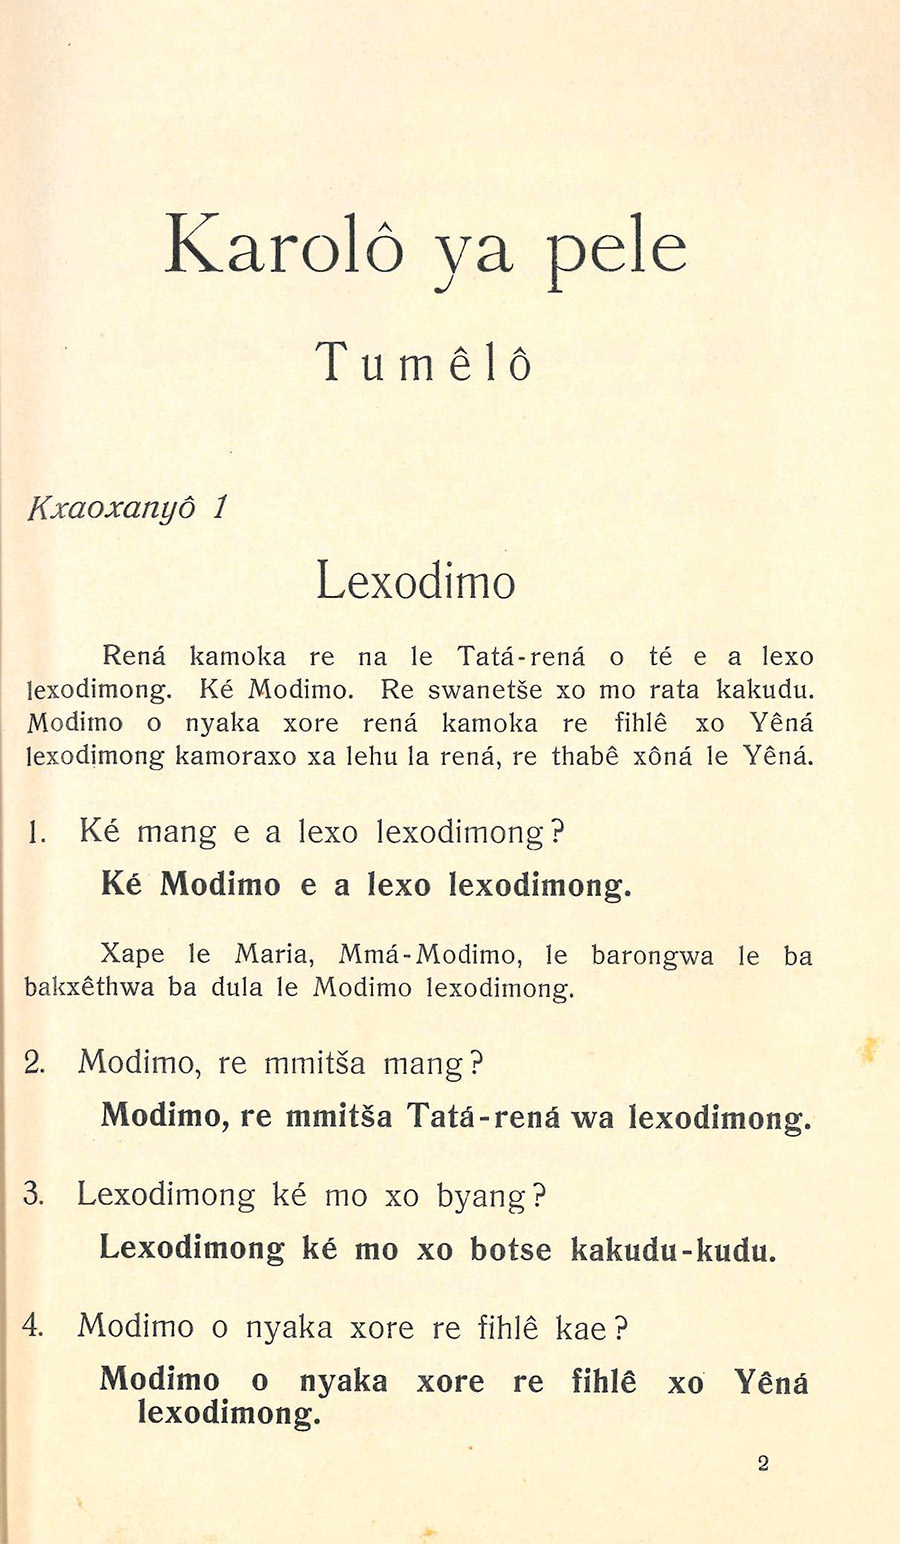 Karolô ya pele
Tumêlô
Kxaoxanyô 1
Lexodimo
Rená kamoka re na le Tatá-rená o té e a lexo
lexodimong. Ké Modimo. Re swanetše xo mo rata kakudu.
Modimo o nyaka xore rená kamoka re fihlê xo Yêná
lexodimong kamoraxo xa lehu la rená, re thabê xôná le Yêná.
1. Ké mang e a lexo lexodimong?
Ké Modimo e a lexo lexodimong.
Xape le Maria, Mmá-Modimo, le barongwa le ba
bakxêthwa ba dula le Modimo lexodimong.
2. Modimo, re mmitša mang?
Modimo, re mmitša Tatá-rená wa lexodimong.
3. Lexodimong ké mo xo byang?
Lexodimong ké mo xo botse kakudu-kudu.
4. Modimo o nyaka xore re fihlê kae?
Modimo o nyaka xore re fihlê xo Yêná
lexodimong.
2